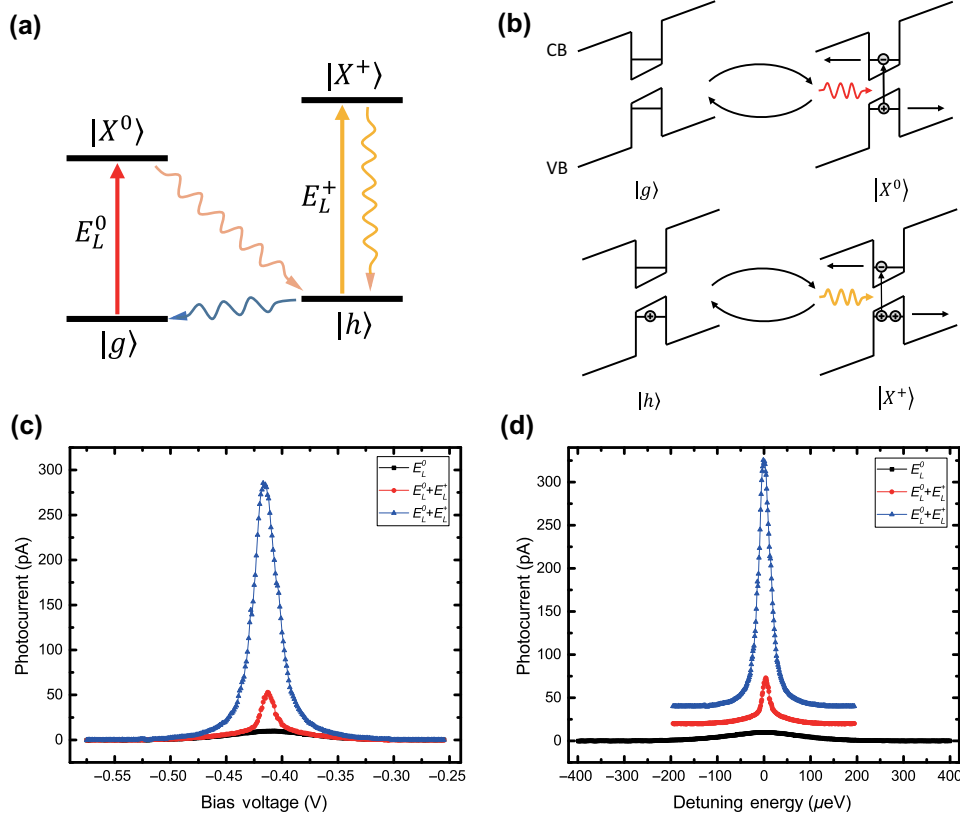 (a)
|X⁺⟩
|X⁰⟩
E_L^0
E_L^+
|g⟩
|h⟩
(b)
CB
VB
|g⟩
|X⁰⟩
|h⟩
|X⁺⟩
(c)
300
250
200
150
100
50
0
Photocurrent (pA)
E_L^0
E_L^0+E_L^+
E_L^0+E_L^+
−0.55 −0.50 −0.45 −0.40 −0.35 −0.30 −0.25
Bias voltage (V)
(d)
300
250
200
150
100
50
0
Photocurrent (pA)
E_L^0
E_L^0+E_L^+
E_L^0+E_L^+
−400 −300 −200 −100 0 100 200 300 400
Detuning energy (μeV)